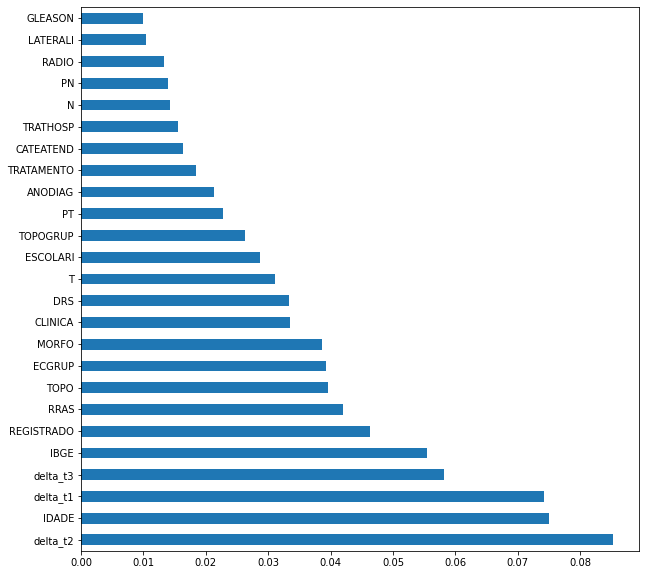 GLEASON
LATERALI
RADIO
PN
N
TRATHOSP
CATEATEND
TRATAMENTO
ANODIAG
PT
TOPOGRUP
ESCOLARI
T
DRS
CLINICA
MORFO
ECGRUP
TOPO
RRAS
REGISTRADO
IBGE
delta_t3
delta_t1
IDADE
delta_t2
0.00 0.01 0.02 0.03 0.04 0.05 0.06 0.07 0.08